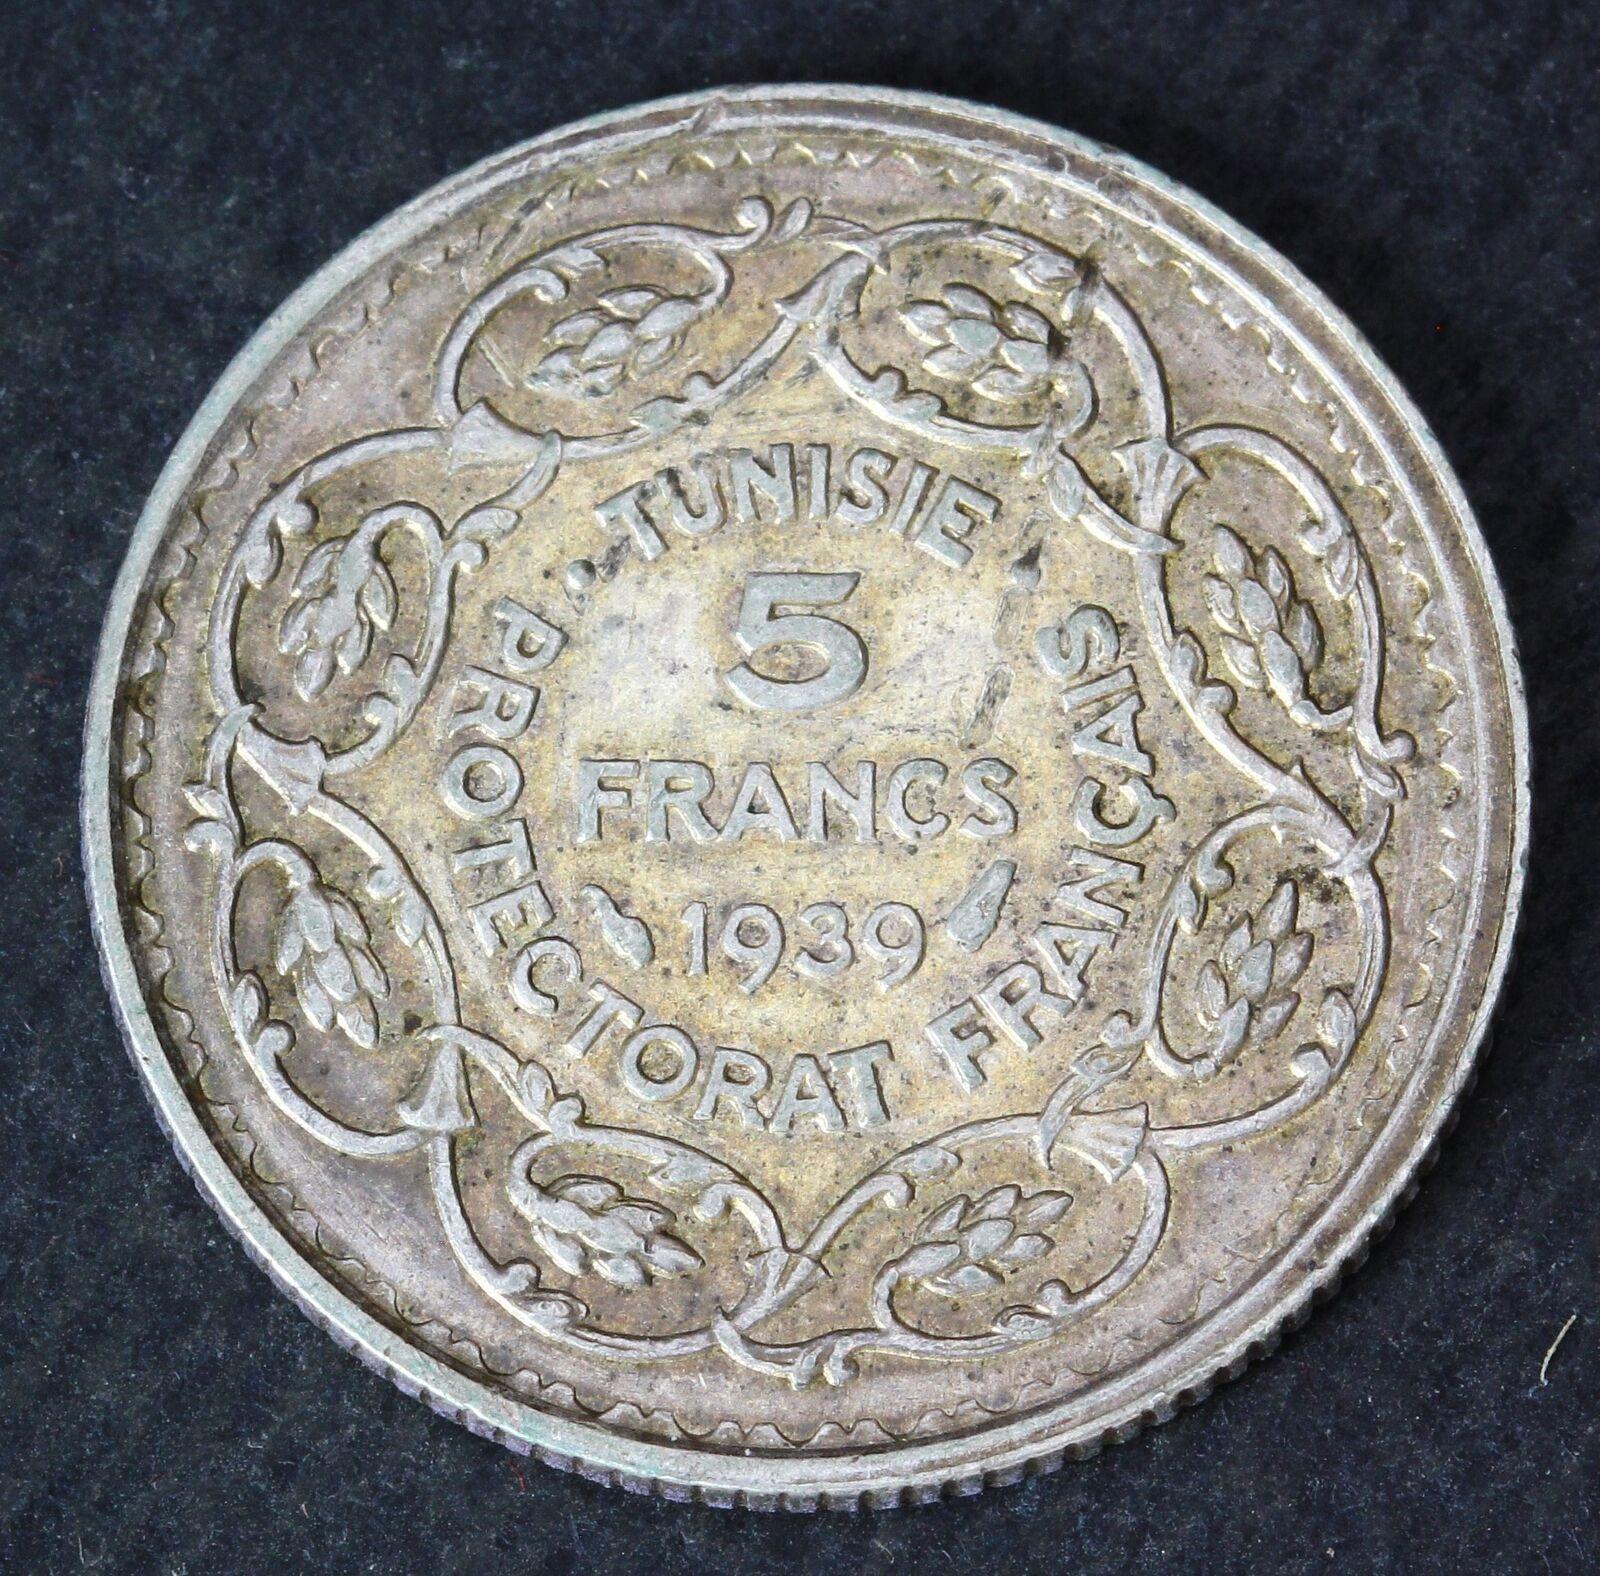 TUNISIE
5
FRANCS
1939
PROTECTORAT FRANÇAIS